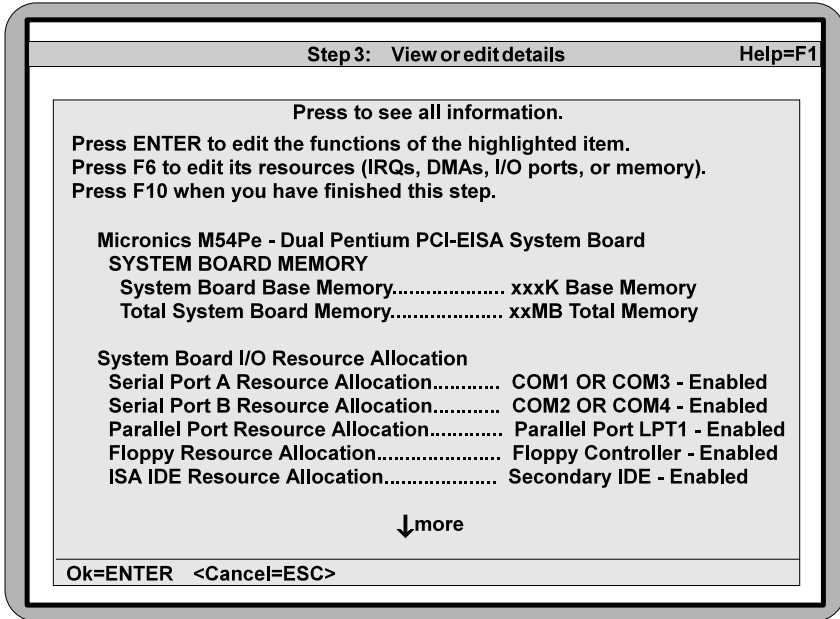 Step 3: View or edit details Help=F1
Press to see all information.
Press ENTER to edit the functions of the highlighted item.
Press F6 to edit its resources (IRQs, DMAs, I/O ports, or memory).
Press F10 when you have finished this step.
Micronics M54Pe - Dual Pentium PCI-EISA System Board
SYSTEM BOARD MEMORY
System Board Base Memory.................... xxxK Base Memory
Total System Board Memory.................... xxMB Total Memory
System Board I/O Resource Allocation
Serial Port A Resource Allocation............ COM1 OR COM3 - Enabled
Serial Port B Resource Allocation............ COM2 OR COM4 - Enabled
Parallel Port Resource Allocation............. Parallel Port LPT1 - Enabled
Floppy Resource Allocation...................... Floppy Controller - Enabled
ISA IDE Resource Allocation.................... Secondary IDE - Enabled
↓more
Ok=ENTER <Cancel=ESC>